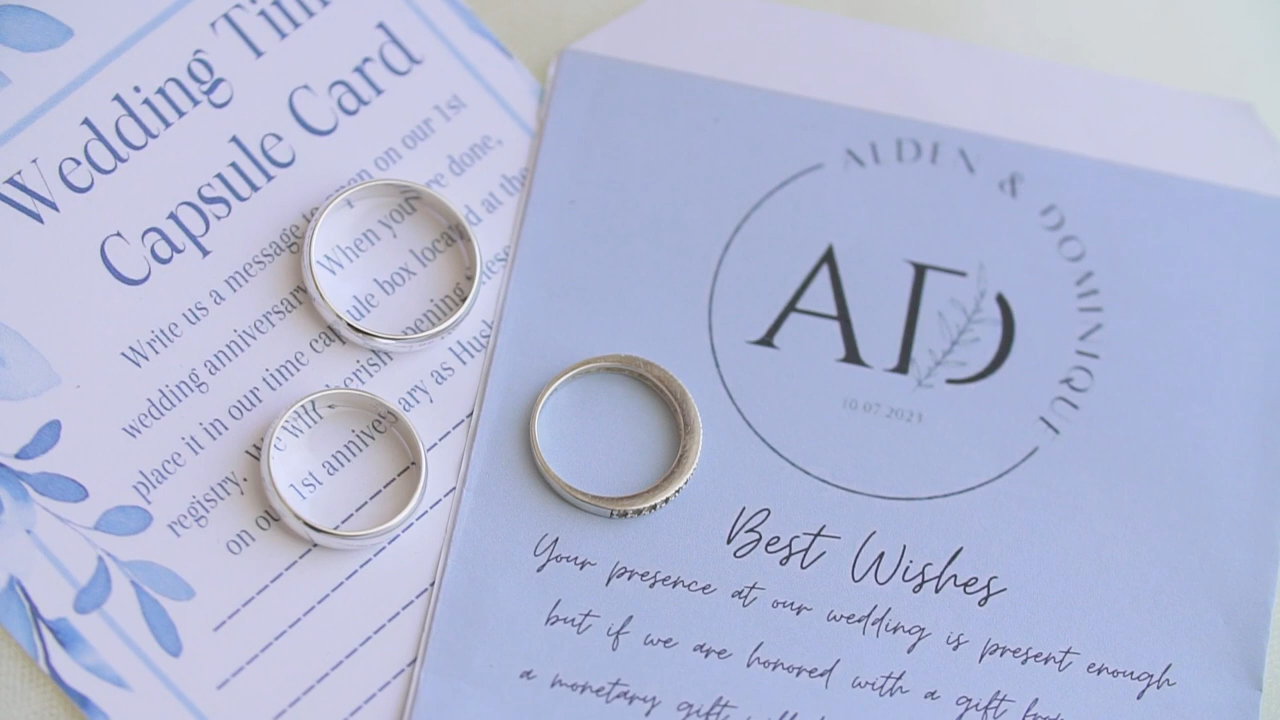 Wedding Tim
Capsule Card
Write us a message to open on our 1st
wedding anniversary. When you're done,
place it in our time capsule box located at the
registry. We will cherish opening these
on our 1st anniversary as Hus
ALDEN & DOMINIQUE
AD
10.07.2023
Best Wishes
Your presence at our wedding is present enough
but if we are honored with a gift from
a monetary gift